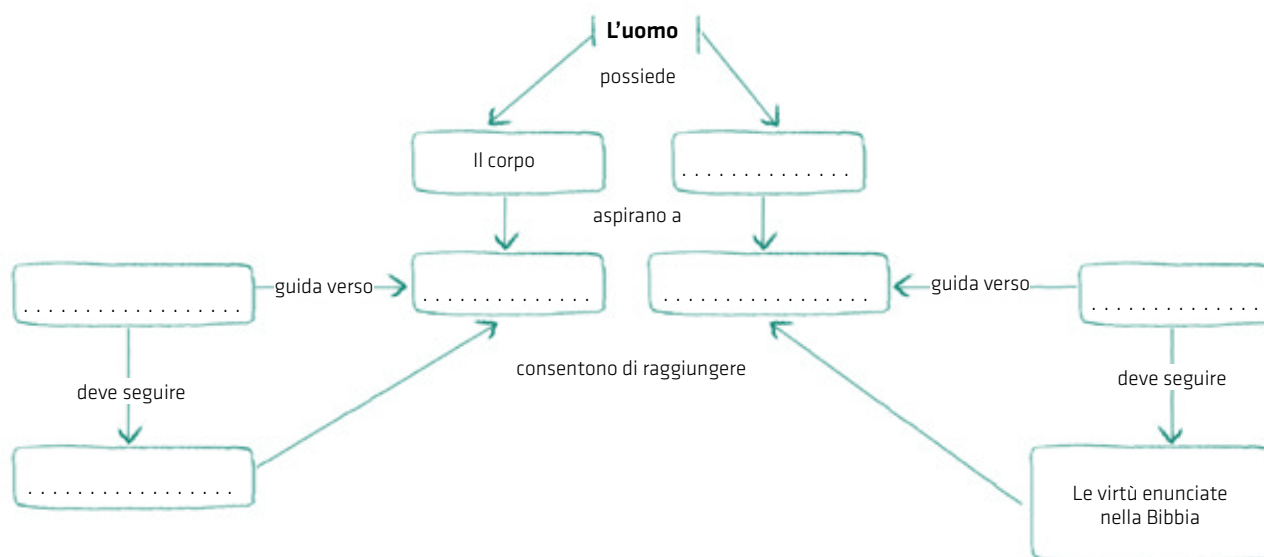 L'uomo
possiede
Il corpo
. . . . . . . . . . . . . .
aspirano a
guida verso
guida verso
. . . . . . . . . . . . . . . . . .
. . . . . . . . . . . . . .
. . . . . . . . . . . . . . . . .
. . . . . . . . . . . . . .
consentono di raggiungere
deve seguire
deve seguire
. . . . . . . . . . . . . . . . .
Le virtù enunciate
nella Bibbia